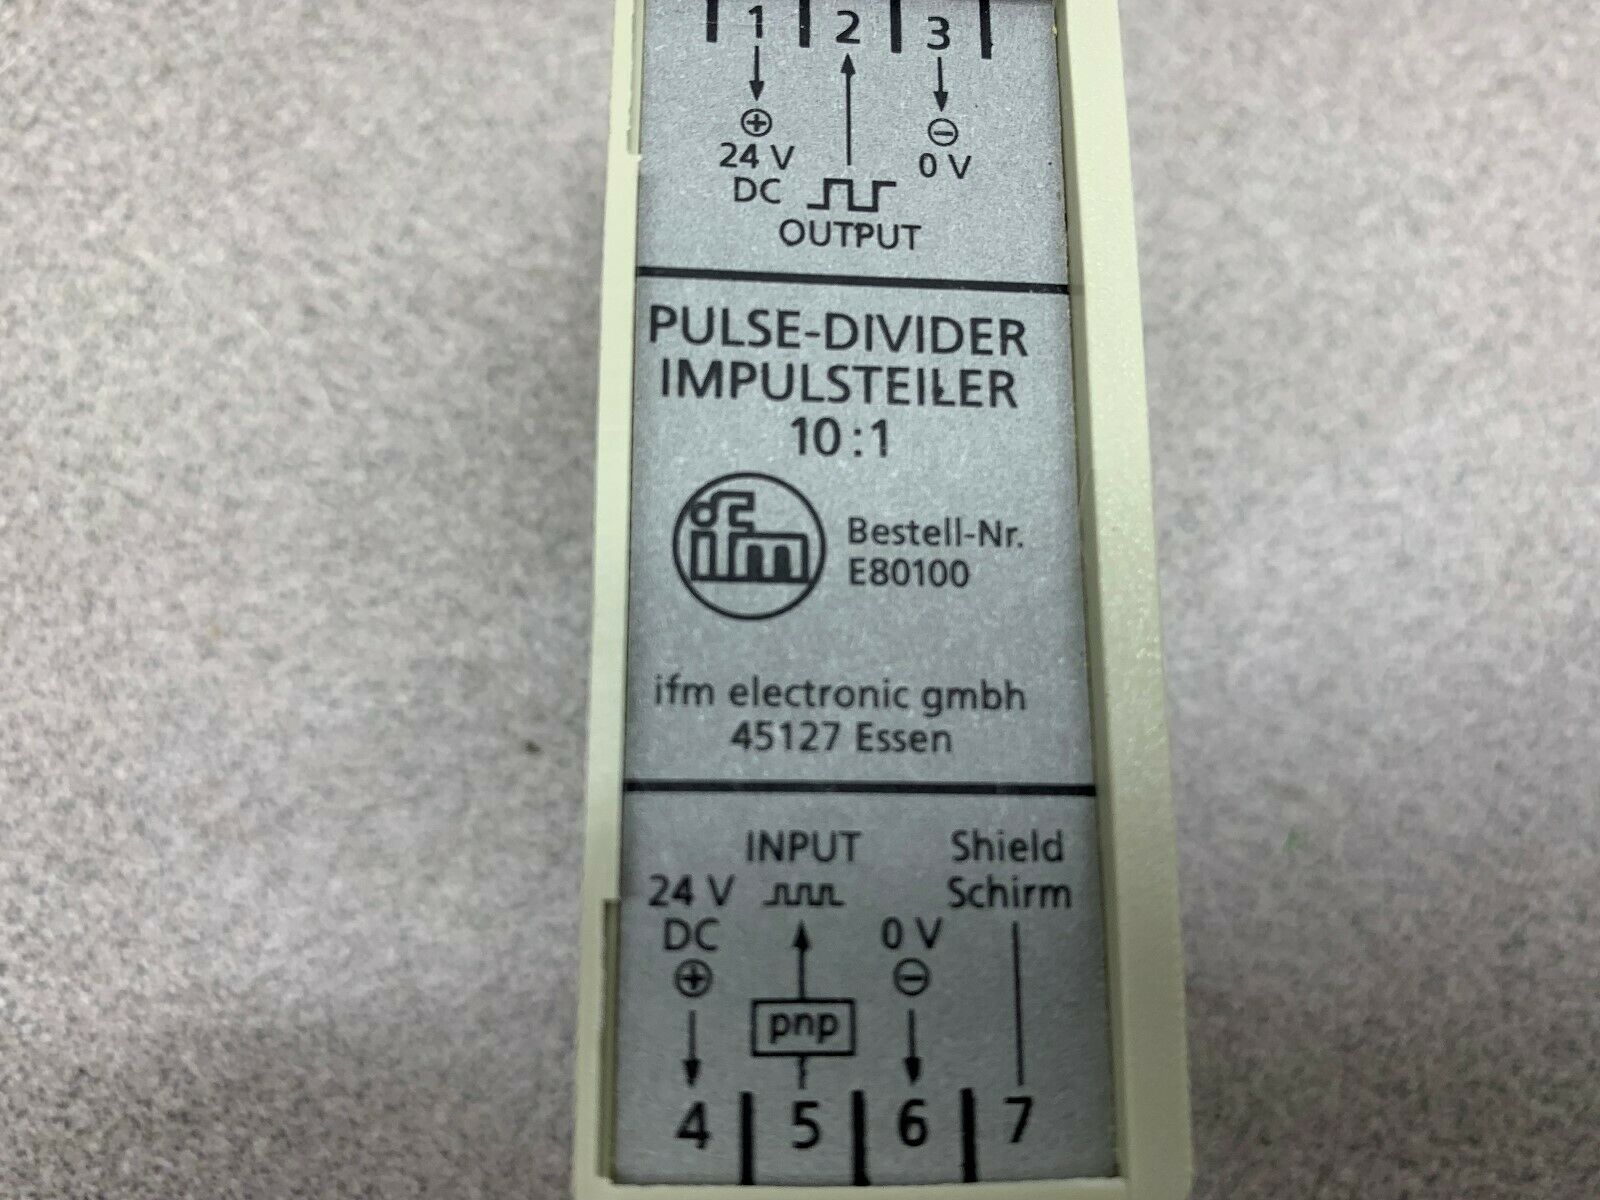 1 2 3
24 V 0 V
DC
OUTPUT
PULSE-DIVIDER
IMPULSTEILER
10:1
ifm
Bestell-Nr.
E80100
ifm electronic gmbh
45127 Essen
INPUT Shield
24 V Schirm
DC 0 V
pnp
4 5 6 7